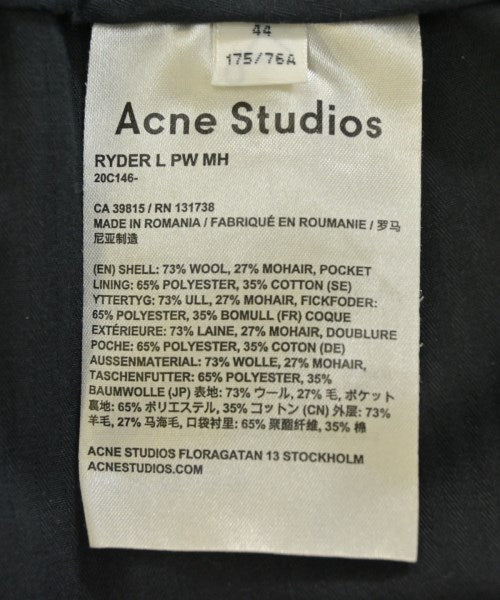 44
175/76A
Acne Studios
RYDER L PW MH
20C146-
CA 39815 / RN 131738
MADE IN ROMANIA / FABRIQUÉ EN ROUMANIE / 罗马
尼亚制造
(EN) SHELL: 73% WOOL, 27% MOHAIR, POCKET
LINING: 65% POLYESTER, 35% COTTON (SE)
YTTERTYG: 73% ULL, 27% MOHAIR, FICKFODER:
65% POLYESTER, 35% BOMULL (FR) COQUE
EXTÉRIEURE: 73% LAINE, 27% MOHAIR, DOUBLURE
POCHE: 65% POLYESTER, 35% COTON (DE)
AUSSENMATERIAL: 73% WOLLE, 27% MOHAIR,
TASCHENFUTTER: 65% POLYESTER, 35%
BAUMWOLLE (JP) 表地: 73% ウール, 27% 毛, ポケット
裏地: 65% ポリエステル, 35% コットン (CN) 外层: 73%
羊毛, 27% 马海毛, 口袋衬里: 65% 聚酯纤维, 35% 棉
ACNE STUDIOS FLORAGATAN 13 STOCKHOLM
ACNESTUDIOS.COM